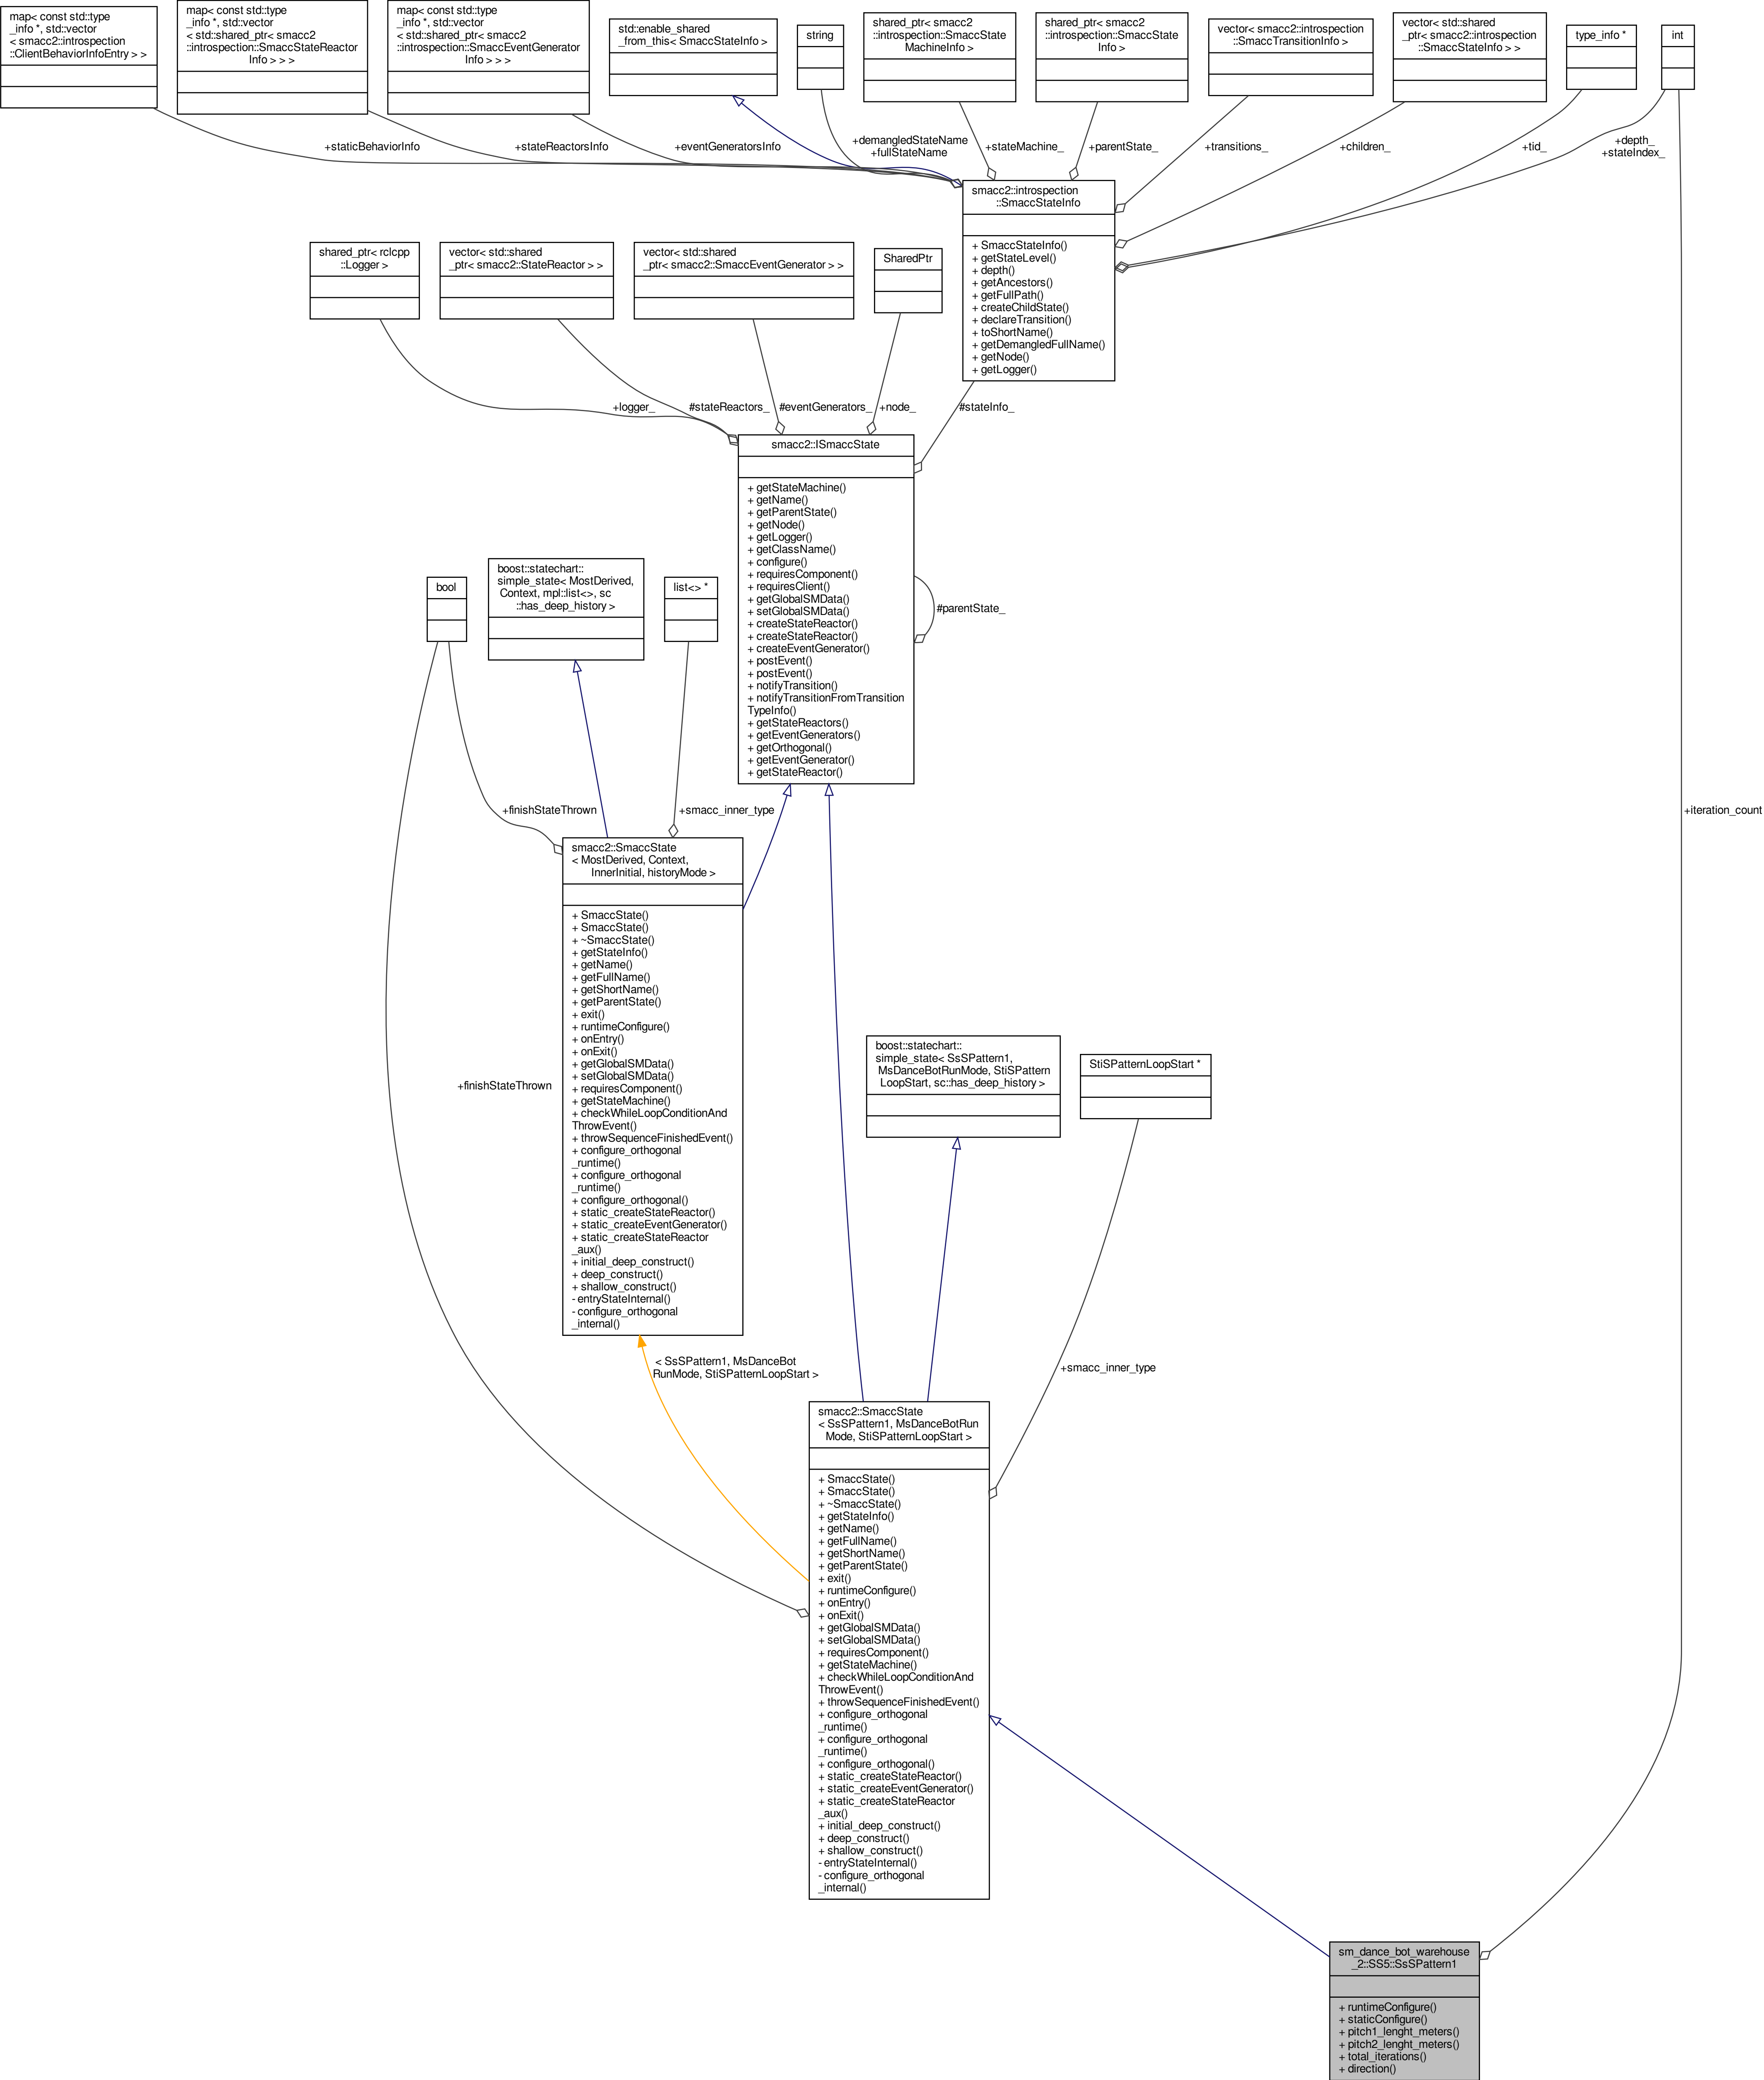 map< const std::type
_info *, std::vector
< smacc2::introspection
::ClientBehaviorInfoEntry > >
map< const std::type
_info *, std::vector
< std::shared_ptr< smacc2
::introspection::SmaccStateReactor
Info > > >
map< const std::type
_info *, std::vector
< std::shared_ptr< smacc2
::introspection::SmaccEventGenerator
Info > > >
std::enable_shared
_from_this< SmaccStateInfo >
string
shared_ptr< smacc2
::introspection::SmaccState
MachineInfo >
shared_ptr< smacc2
::introspection::SmaccState
Info >
vector< smacc2::introspection
::SmaccTransitionInfo >
vector< std::shared
_ptr< smacc2::introspection
::SmaccStateInfo > >
type_info *
int
+staticBehaviorInfo
+stateReactorsInfo
+eventGeneratorsInfo
+demangledStateName
+fullStateName
+stateMachine_
+parentState_
+transitions_
+children_
+tid_
+depth_
+stateIndex_
smacc2::introspection
::SmaccStateInfo
+ SmaccStateInfo()
+ getStateLevel()
+ depth()
+ getAncestors()
+ getFullPath()
+ createChildState()
+ declareTransition()
+ toShortName()
+ getDemangledFullName()
+ getNode()
+ getLogger()
shared_ptr< rclcpp
::Logger >
vector< std::shared
_ptr< smacc2::StateReactor > >
vector< std::shared
_ptr< smacc2::SmaccEventGenerator > >
SharedPtr
+logger_
#stateReactors_
#eventGenerators_
+node_
#stateInfo_
smacc2::ISmaccState
+ getStateMachine()
+ getName()
+ getParentState()
+ getNode()
+ getLogger()
+ getClassName()
+ configure()
+ requiresComponent()
+ requiresClient()
+ getGlobalSMData()
+ setGlobalSMData()
+ createStateReactor()
+ createStateReactor()
+ createEventGenerator()
+ postEvent()
+ postEvent()
+ notifyTransition()
+ notifyTransitionFromTransition
TypeInfo()
+ getStateReactors()
+ getEventGenerators()
+ getOrthogonal()
+ getEventGenerator()
+ getStateReactor()
#parentState_
bool
boost::statechart::
simple_state< MostDerived,
Context, mpl::list<>, sc
::has_deep_history >
list<> *
+finishStateThrown
+smacc_inner_type
+iteration_count
smacc2::SmaccState
< MostDerived, Context,
InnerInitial, historyMode >
+ SmaccState()
+ SmaccState()
+ ~SmaccState()
+ getStateInfo()
+ getName()
+ getFullName()
+ getShortName()
+ getParentState()
+ exit()
+ runtimeConfigure()
+ onEntry()
+ onExit()
+ getGlobalSMData()
+ setGlobalSMData()
+ requiresComponent()
+ getStateMachine()
+ checkWhileLoopConditionAnd
ThrowEvent()
+ throwSequenceFinishedEvent()
+ configure_orthogonal
_runtime()
+ configure_orthogonal
_runtime()
+ configure_orthogonal()
+ static_createStateReactor()
+ static_createEventGenerator()
+ static_createStateReactor
_aux()
+ initial_deep_construct()
+ deep_construct()
+ shallow_construct()
- entryStateInternal()
- configure_orthogonal
_internal()
+finishStateThrown
boost::statechart::
simple_state< SsSPattern1,
MsDanceBotRunMode, StiSPattern
LoopStart, sc::has_deep_history >
StiSPatternLoopStart *
< SsSPattern1, MsDanceBot
RunMode, StiSPatternLoopStart >
+smacc_inner_type
smacc2::SmaccState
< SsSPattern1, MsDanceBotRun
Mode, StiSPatternLoopStart >
+ SmaccState()
+ SmaccState()
+ ~SmaccState()
+ getStateInfo()
+ getName()
+ getFullName()
+ getShortName()
+ getParentState()
+ exit()
+ runtimeConfigure()
+ onEntry()
+ onExit()
+ getGlobalSMData()
+ setGlobalSMData()
+ requiresComponent()
+ getStateMachine()
+ checkWhileLoopConditionAnd
ThrowEvent()
+ throwSequenceFinishedEvent()
+ configure_orthogonal
_runtime()
+ configure_orthogonal
_runtime()
+ configure_orthogonal()
+ static_createStateReactor()
+ static_createEventGenerator()
+ static_createStateReactor
_aux()
+ initial_deep_construct()
+ deep_construct()
+ shallow_construct()
- entryStateInternal()
- configure_orthogonal
_internal()
sm_dance_bot_warehouse
_2::SS5::SsSPattern1
+ runtimeConfigure()
+ staticConfigure()
+ pitch1_lenght_meters()
+ pitch2_lenght_meters()
+ total_iterations()
+ direction()